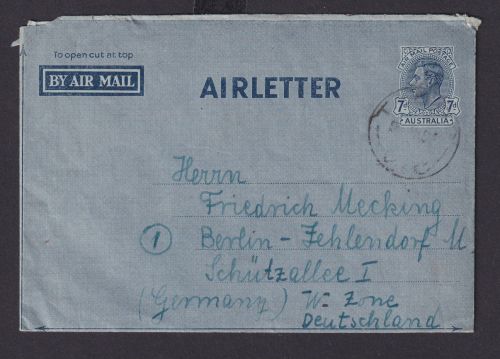 To open cut at top
BY AIR MAIL
AIRLETTER
AIR MAIL POSTAGE
7D 7D
AUSTRALIA
Herrn
Friedrich Mecking
1 Berlin-Zehlendorf M
Schützallee I
(Germany) W. Zone
Deutschland